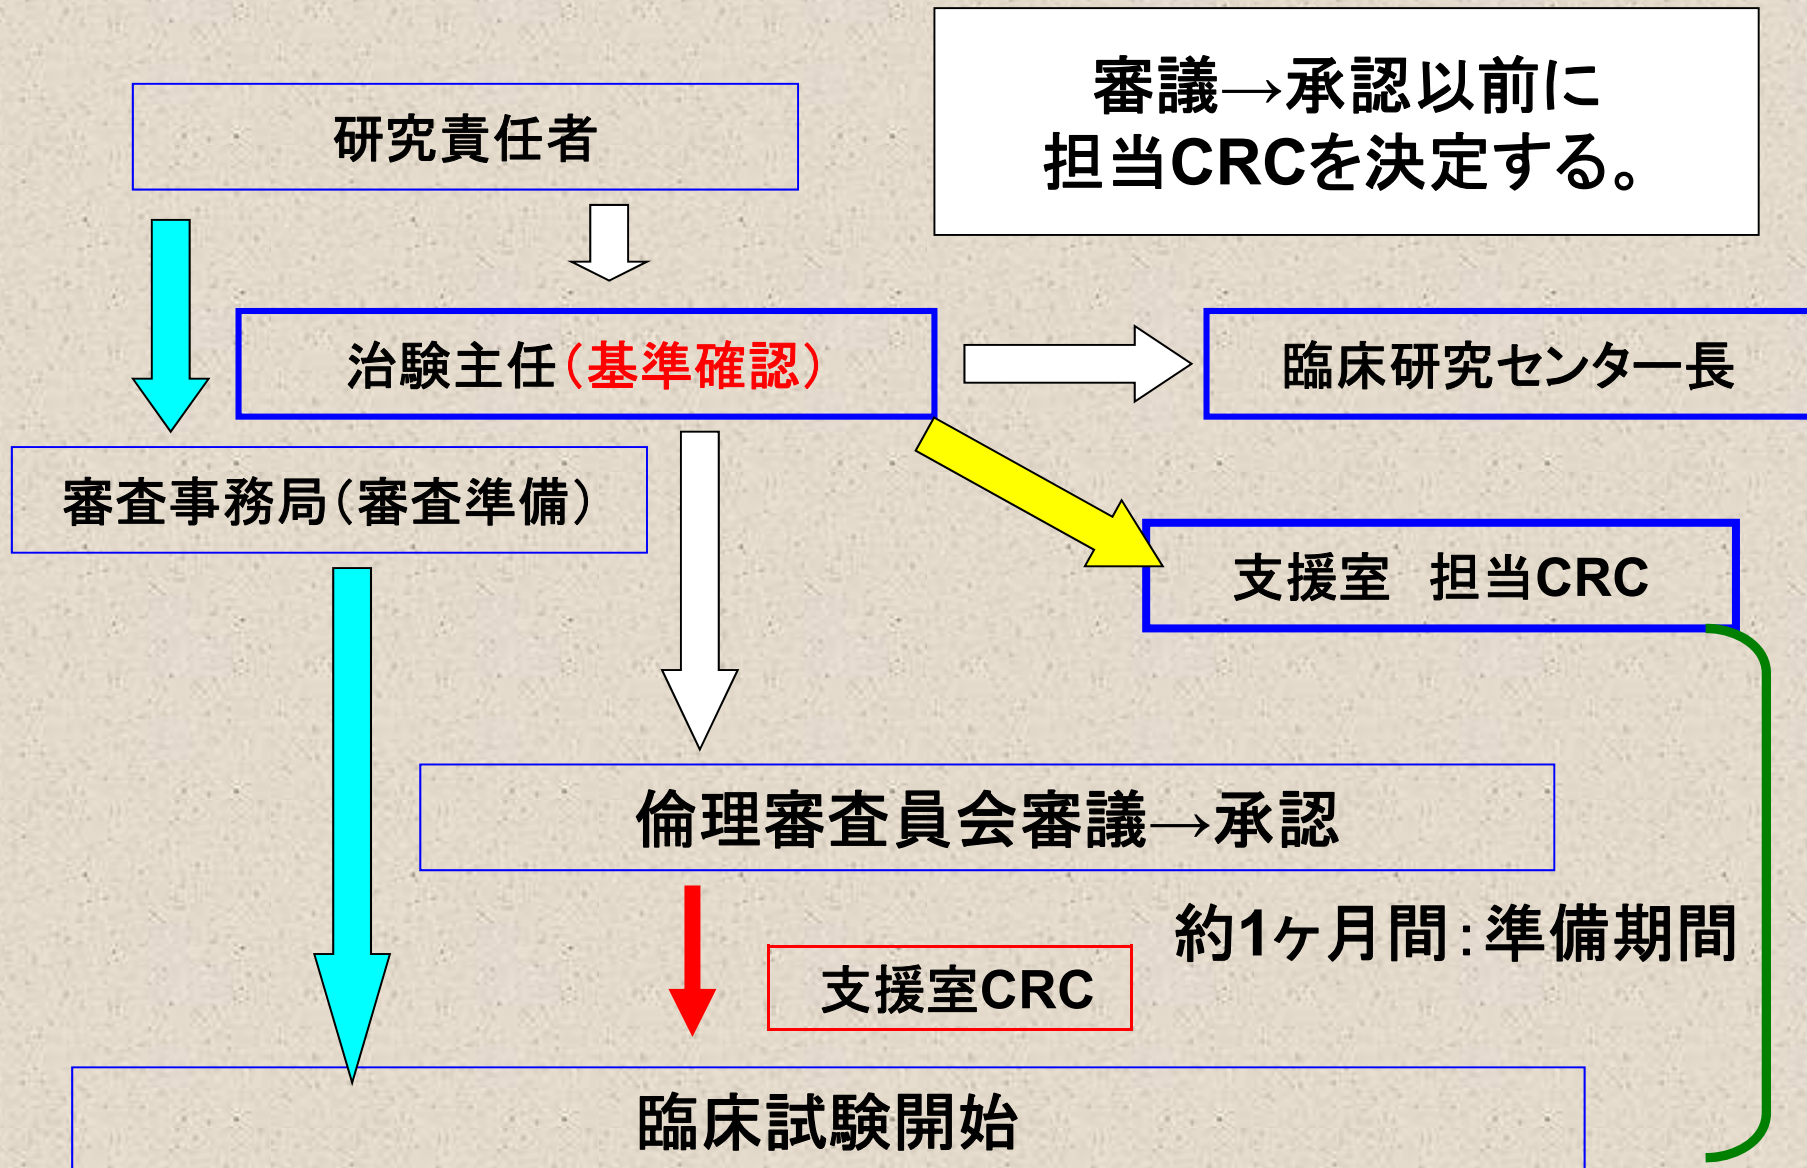 審議→承認以前に
担当CRCを決定する。
研究責任者
治験主任(基準確認)
臨床研究センター長
審査事務局(審査準備)
支援室　担当CRC
倫理審査員会審議→承認
約1ヶ月間:準備期間
支援室CRC
臨床試験開始